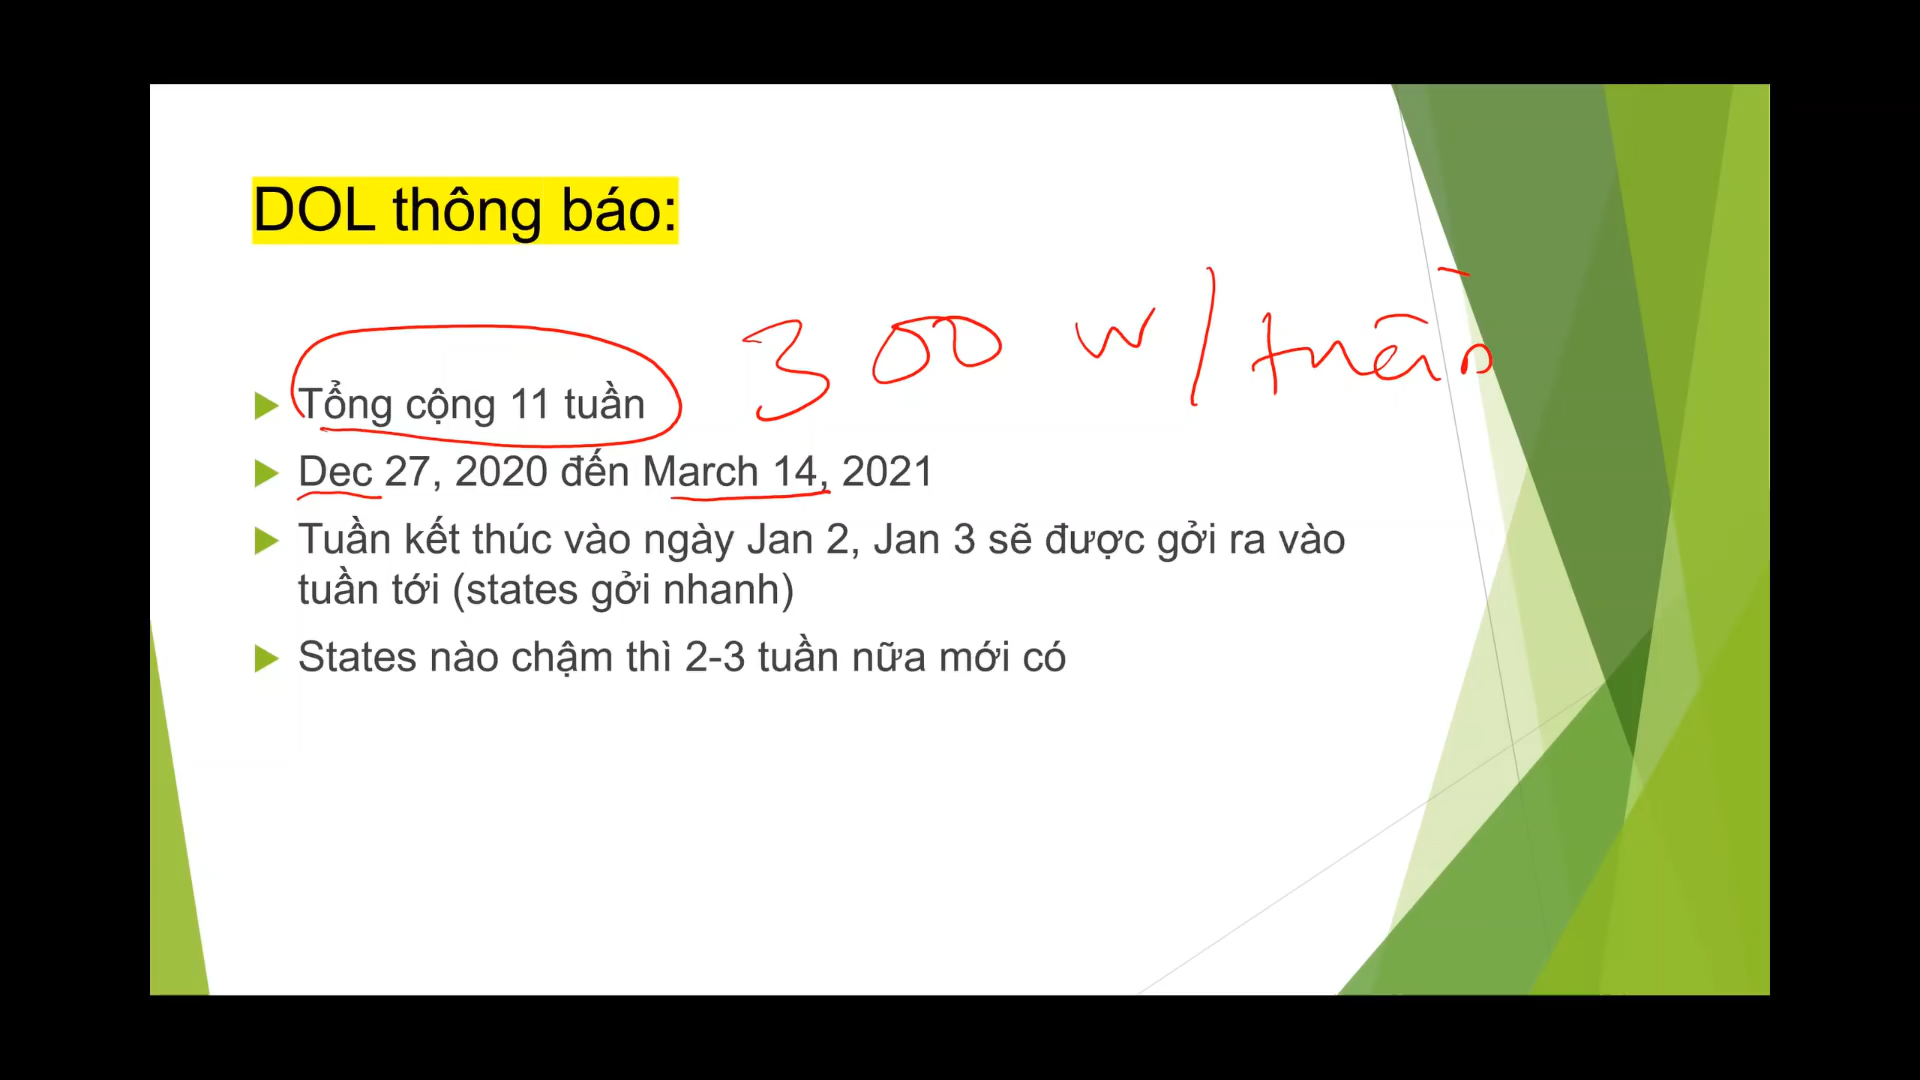 DOL thông báo:
300 w/tuần
Tổng cộng 11 tuần
Dec 27, 2020 đến March 14, 2021
Tuần kết thúc vào ngày Jan 2, Jan 3 sẽ được gởi ra vào
tuần tới (states gởi nhanh)
States nào chậm thì 2-3 tuần nữa mới có